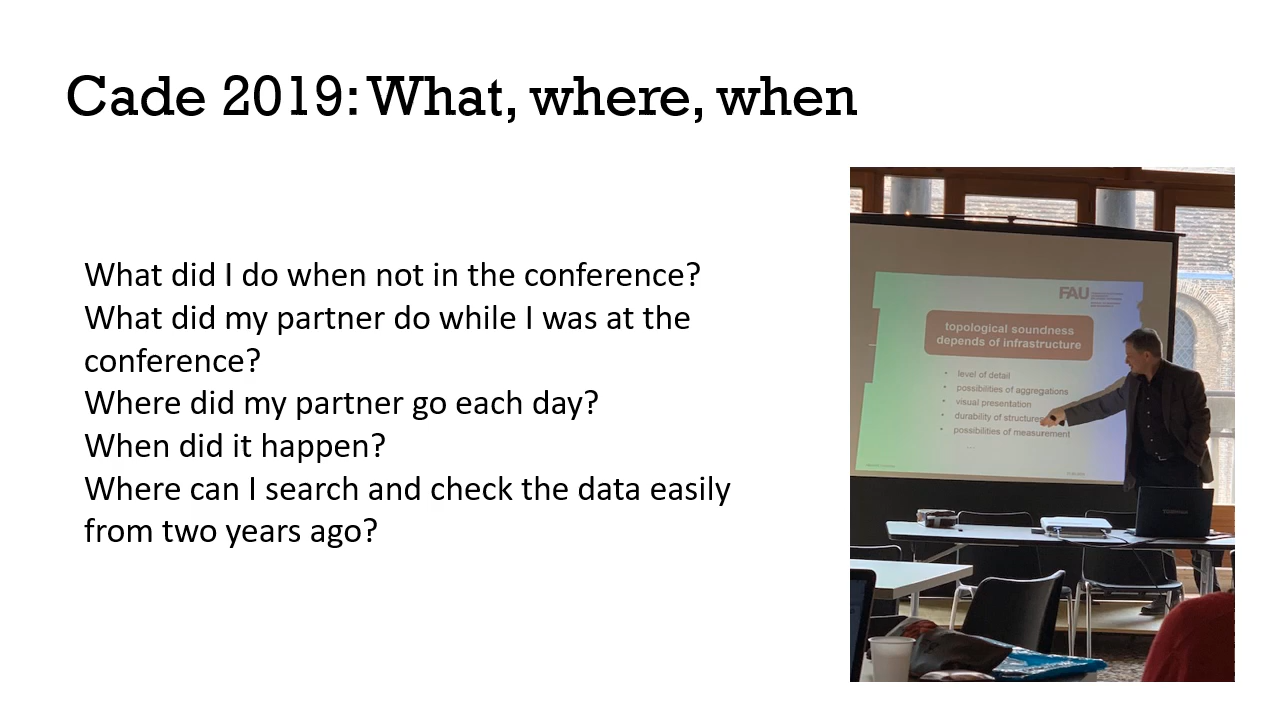 Cade 2019: What, where, when
What did I do when not in the conference?
What did my partner do while I was at the
conference?
Where did my partner go each day?
When did it happen?
Where can I search and check the data easily
from two years ago?
FAU
topological soundness
depends of infrastructure
• level of detail
• possibilities of aggregations
• visual presentation
• durability of structures
• possibilities of measurement